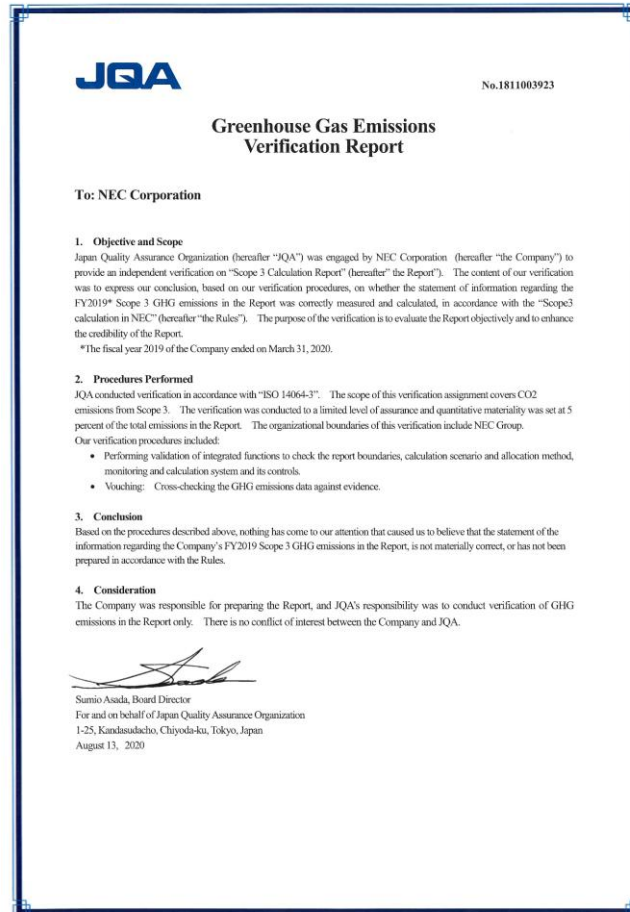 JQA
No.1811003923
Greenhouse Gas Emissions
Verification Report
To: NEC Corporation
1. Objective and Scope
Japan Quality Assurance Organization (hereafter “JQA”) was engaged by NEC Corporation (hereafter “the Company”) to
provide an independent verification on “Scope 3 Calculation Report” (hereafter” the Report”). The content of our verification
was to express our conclusion, based on our verification procedures, on whether the statement of information regarding the
FY2019* Scope 3 GHG emissions in the Report was correctly measured and calculated, in accordance with the “Scope3
calculation in NEC” (hereafter “the Rules”). The purpose of the verification is to evaluate the Report objectively and to enhance
the credibility of the Report.
*The fiscal year 2019 of the Company ended on March 31, 2020.
2. Procedures Performed
JQA conducted verification in accordance with “ISO 14064-3”. The scope of this verification assignment covers CO2
emissions from Scope 3. The verification was conducted to a limited level of assurance and quantitative materiality was set at 5
percent of the total emissions in the Report. The organizational boundaries of this verification include NEC Group.
Our verification procedures included:
• Performing validation of integrated functions to check the report boundaries, calculation scenario and allocation method,
monitoring and calculation system and its controls.
• Vouching: Cross-checking the GHG emissions data against evidence.
3. Conclusion
Based on the procedures described above, nothing has come to our attention that caused us to believe that the statement of the
information regarding the Company’s FY2019 Scope 3 GHG emissions in the Report, is not materially correct, or has not been
prepared in accordance with the Rules.
4. Consideration
The Company was responsible for preparing the Report, and JQA’s responsibility was to conduct verification of GHG
emissions in the Report only. There is no conflict of interest between the Company and JQA.
Sumio Asada, Board Director
For and on behalf of Japan Quality Assurance Organization
1-25, Kandasudacho, Chiyoda-ku, Tokyo, Japan
August 13, 2020